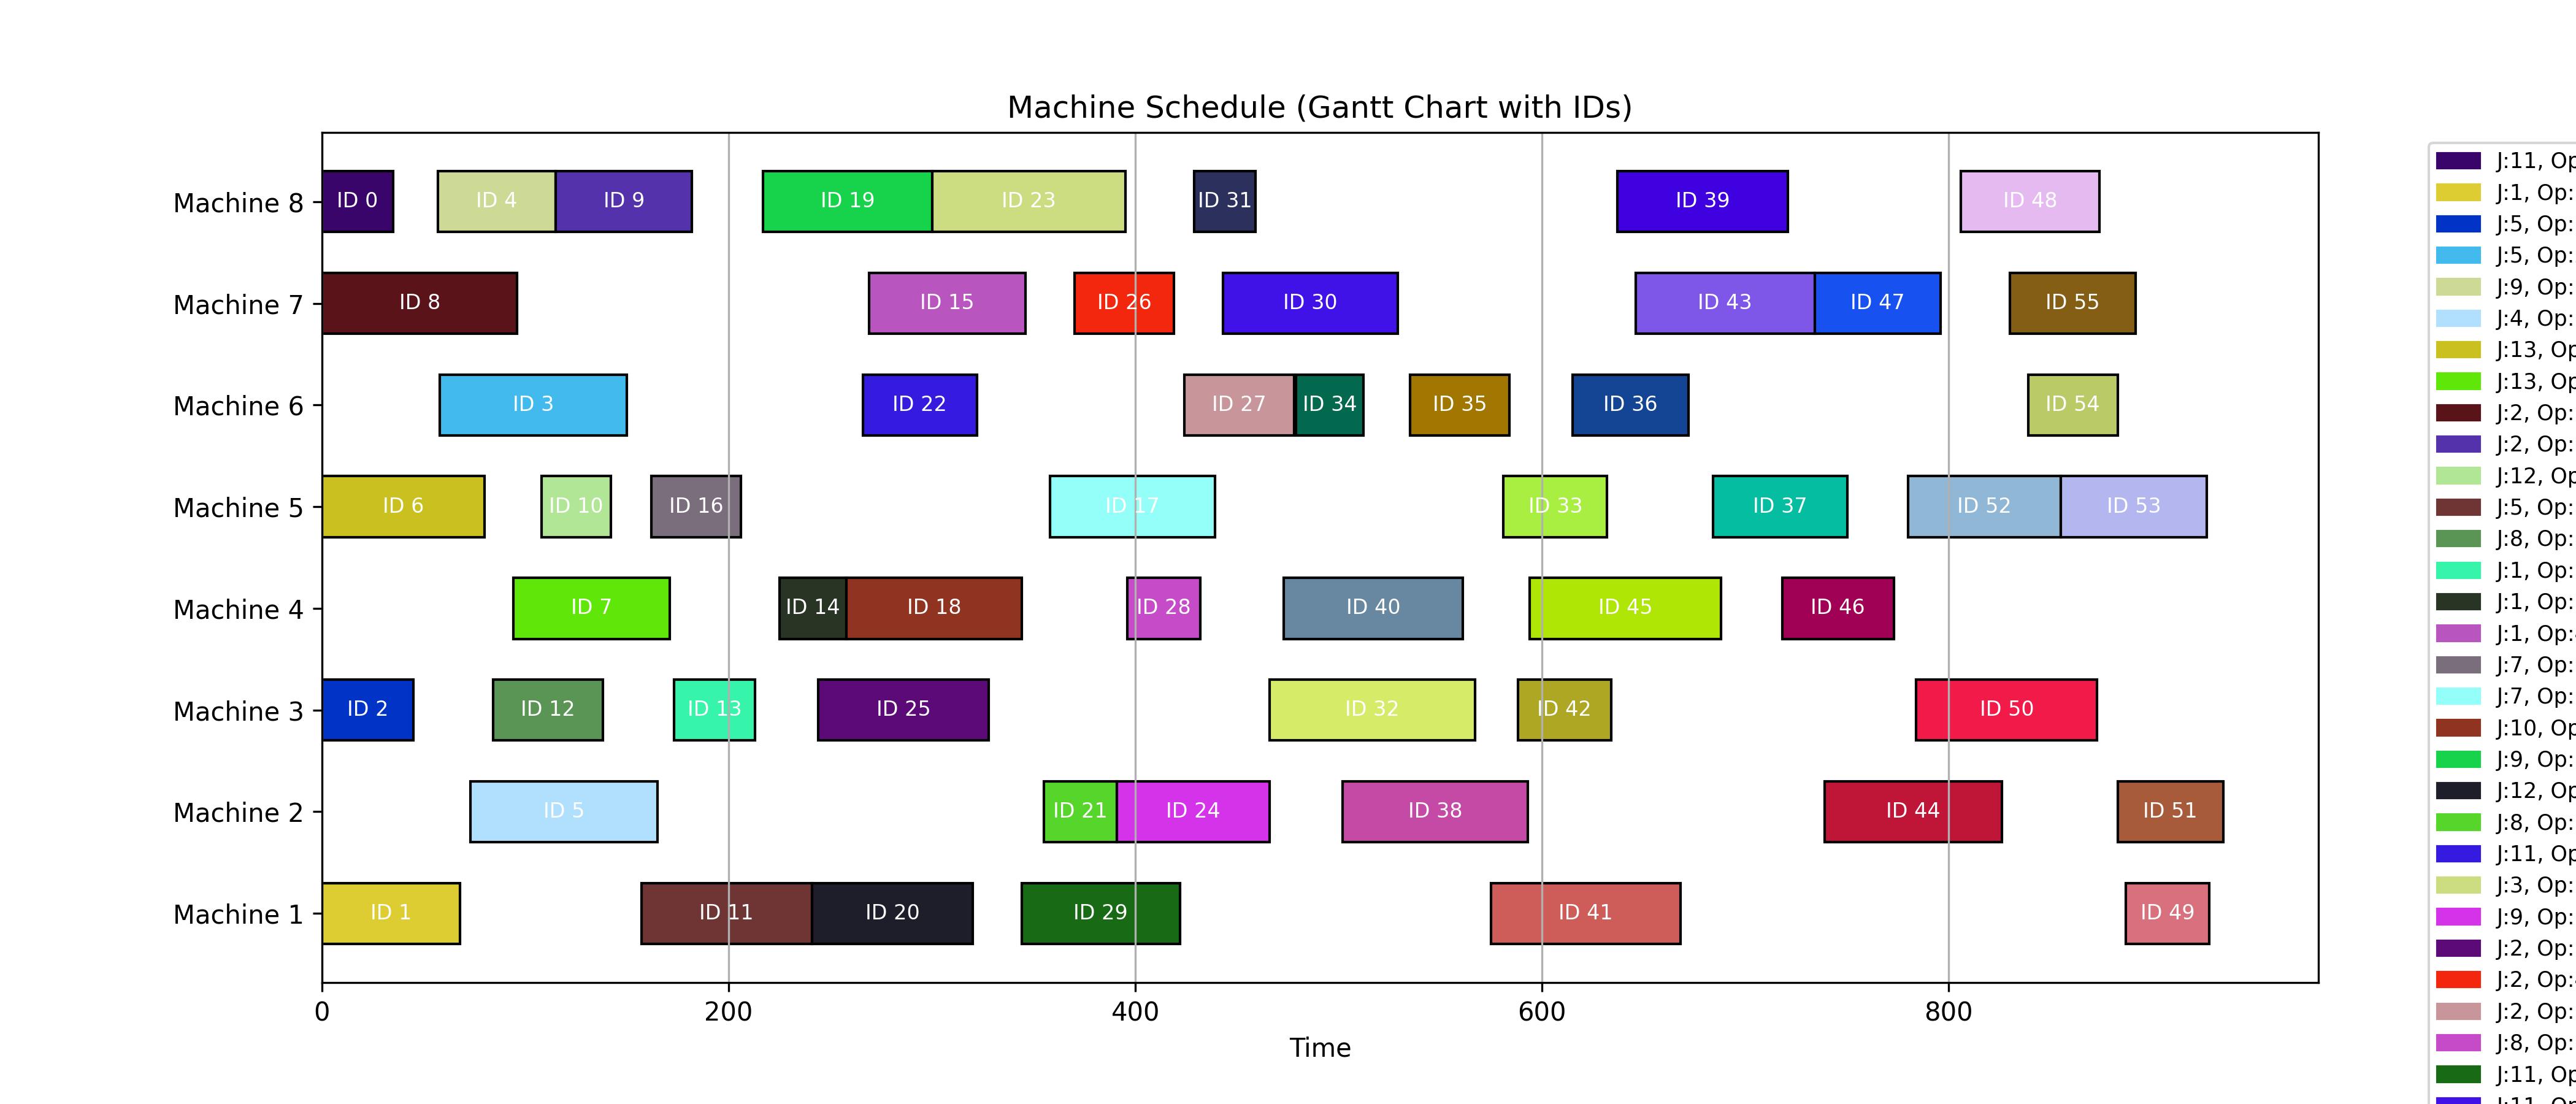 Machine Schedule (Gantt Chart with IDs)
Machine 8
ID 0
ID 4
ID 9
ID 19
ID 23
ID 31
ID 39
ID 48
Machine 7
ID 8
ID 15
ID 26
ID 30
ID 43
ID 47
ID 55
Machine 6
ID 3
ID 22
ID 27
ID 34
ID 35
ID 36
ID 54
Machine 5
ID 6
ID 10
ID 16
ID 17
ID 33
ID 37
ID 52
ID 53
Machine 4
ID 7
ID 14
ID 18
ID 28
ID 40
ID 45
ID 46
Machine 3
ID 2
ID 12
ID 13
ID 25
ID 32
ID 42
ID 50
Machine 2
ID 5
ID 21
ID 24
ID 38
ID 44
ID 51
Machine 1
ID 1
ID 11
ID 20
ID 29
ID 41
ID 49
0
200
400
600
800
Time
J:11, Op
J:1, Op:
J:5, Op:
J:5, Op:
J:9, Op:
J:4, Op:
J:13, Op
J:13, Op
J:2, Op:
J:2, Op:
J:12, Op
J:5, Op:
J:8, Op:
J:1, Op:
J:1, Op:
J:1, Op:
J:7, Op:
J:7, Op:
J:10, Op
J:9, Op:
J:12, Op
J:8, Op:
J:11, Op
J:3, Op:
J:9, Op:
J:2, Op:
J:2, Op:
J:2, Op:
J:8, Op:
J:11, Op
J:11, Op